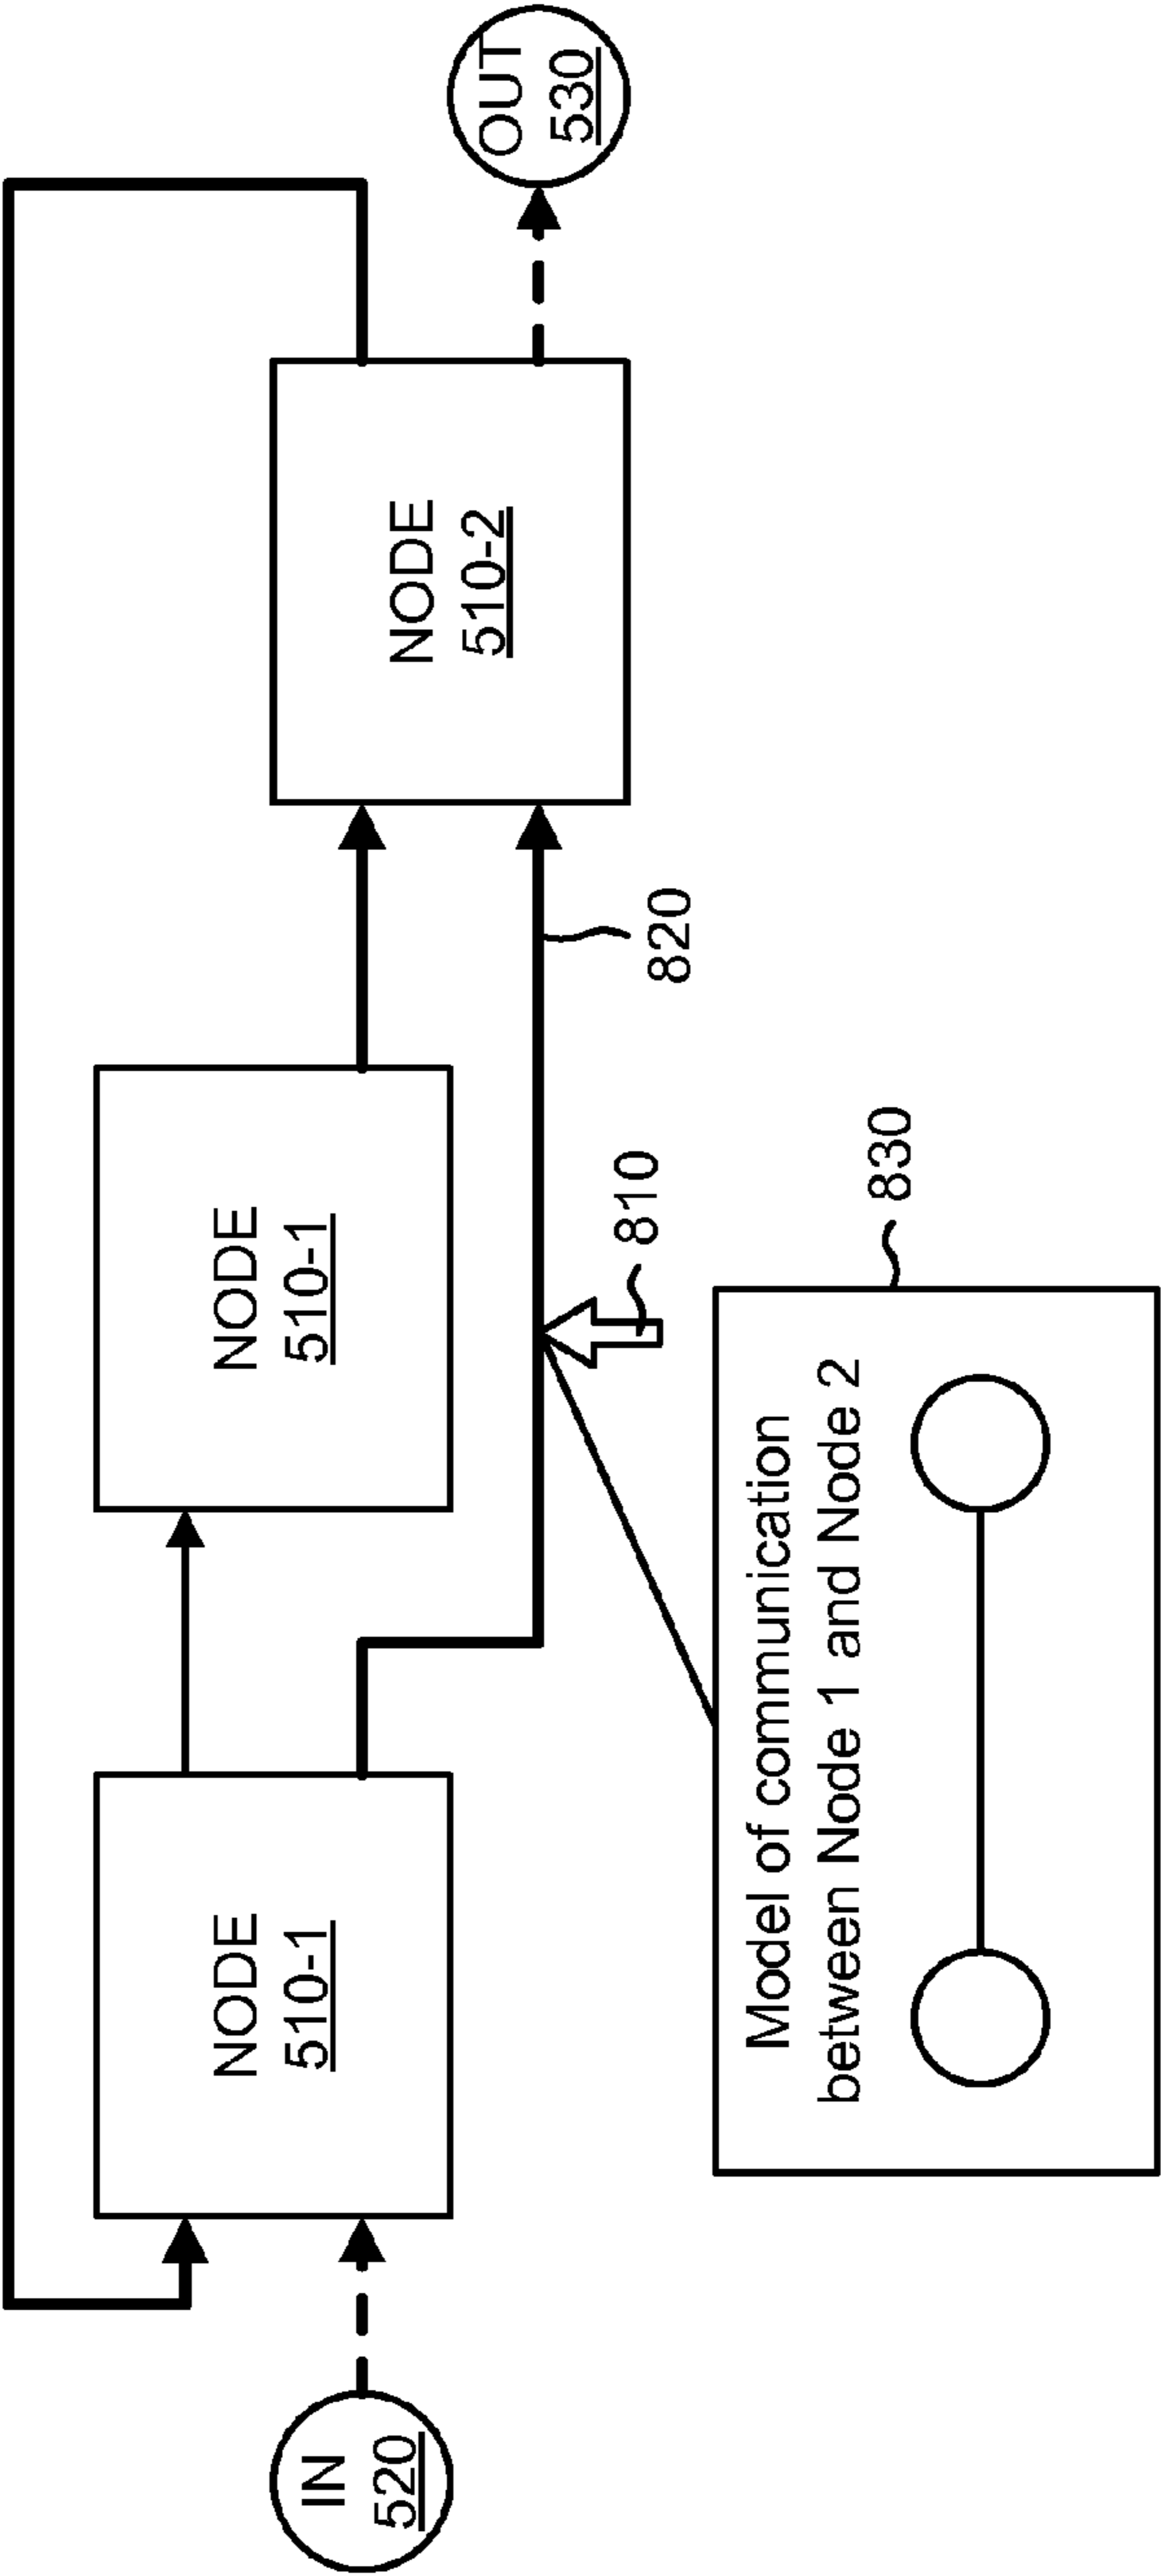 IN
520
NODE
510-1
NODE
510-1
NODE
510-2
OUT
530
820
810
830
Model of communication
between Node 1 and Node 2